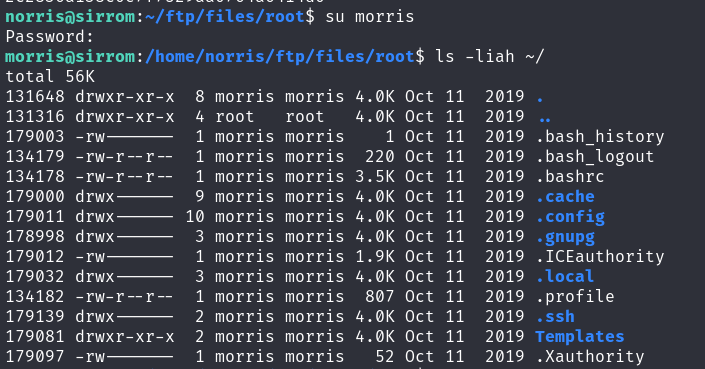 norris@sirrom:~/ftp/files/root$ su morris
Password:
morris@sirrom:/home/norris/ftp/files/root$ ls -liah ~/
total 56K
131648 drwxr-xr-x  8 morris morris 4.0K Oct 11  2019 .
131316 drwxr-xr-x  4 root   root   4.0K Oct 11  2019 ..
179003 -rw-------  1 morris morris    1 Oct 11  2019 .bash_history
134179 -rw-r--r--  1 morris morris  220 Oct 11  2019 .bash_logout
134178 -rw-r--r--  1 morris morris 3.5K Oct 11  2019 .bashrc
179000 drwx------  9 morris morris 4.0K Oct 11  2019 .cache
179011 drwx------ 10 morris morris 4.0K Oct 11  2019 .config
178998 drwx------  3 morris morris 4.0K Oct 11  2019 .gnupg
179012 -rw-------  1 morris morris 1.9K Oct 11  2019 .ICEauthority
179032 drwx------  3 morris morris 4.0K Oct 11  2019 .local
134182 -rw-r--r--  1 morris morris  807 Oct 11  2019 .profile
179139 drwx------  2 morris morris 4.0K Oct 11  2019 .ssh
179081 drwxr-xr-x  2 morris morris 4.0K Oct 11  2019 Templates
179097 -rw-------  1 morris morris   52 Oct 11  2019 .Xauthority